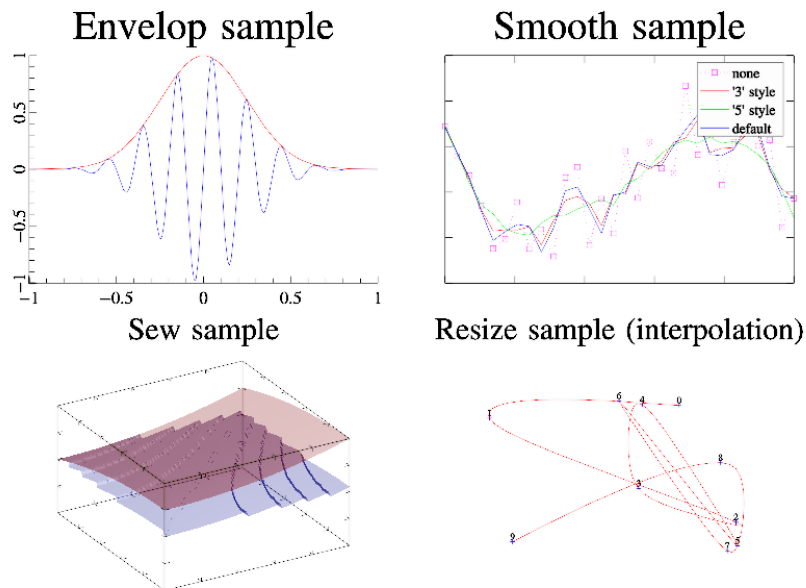 Envelop sample
Smooth sample
none
'3' style
'5' style
default
1
0.5
0
−0.5
−1
−1
−0.5
0
0.5
1
Sew sample
Resize sample (interpolation)
6
4
0
1
8
3
2
9
7
5